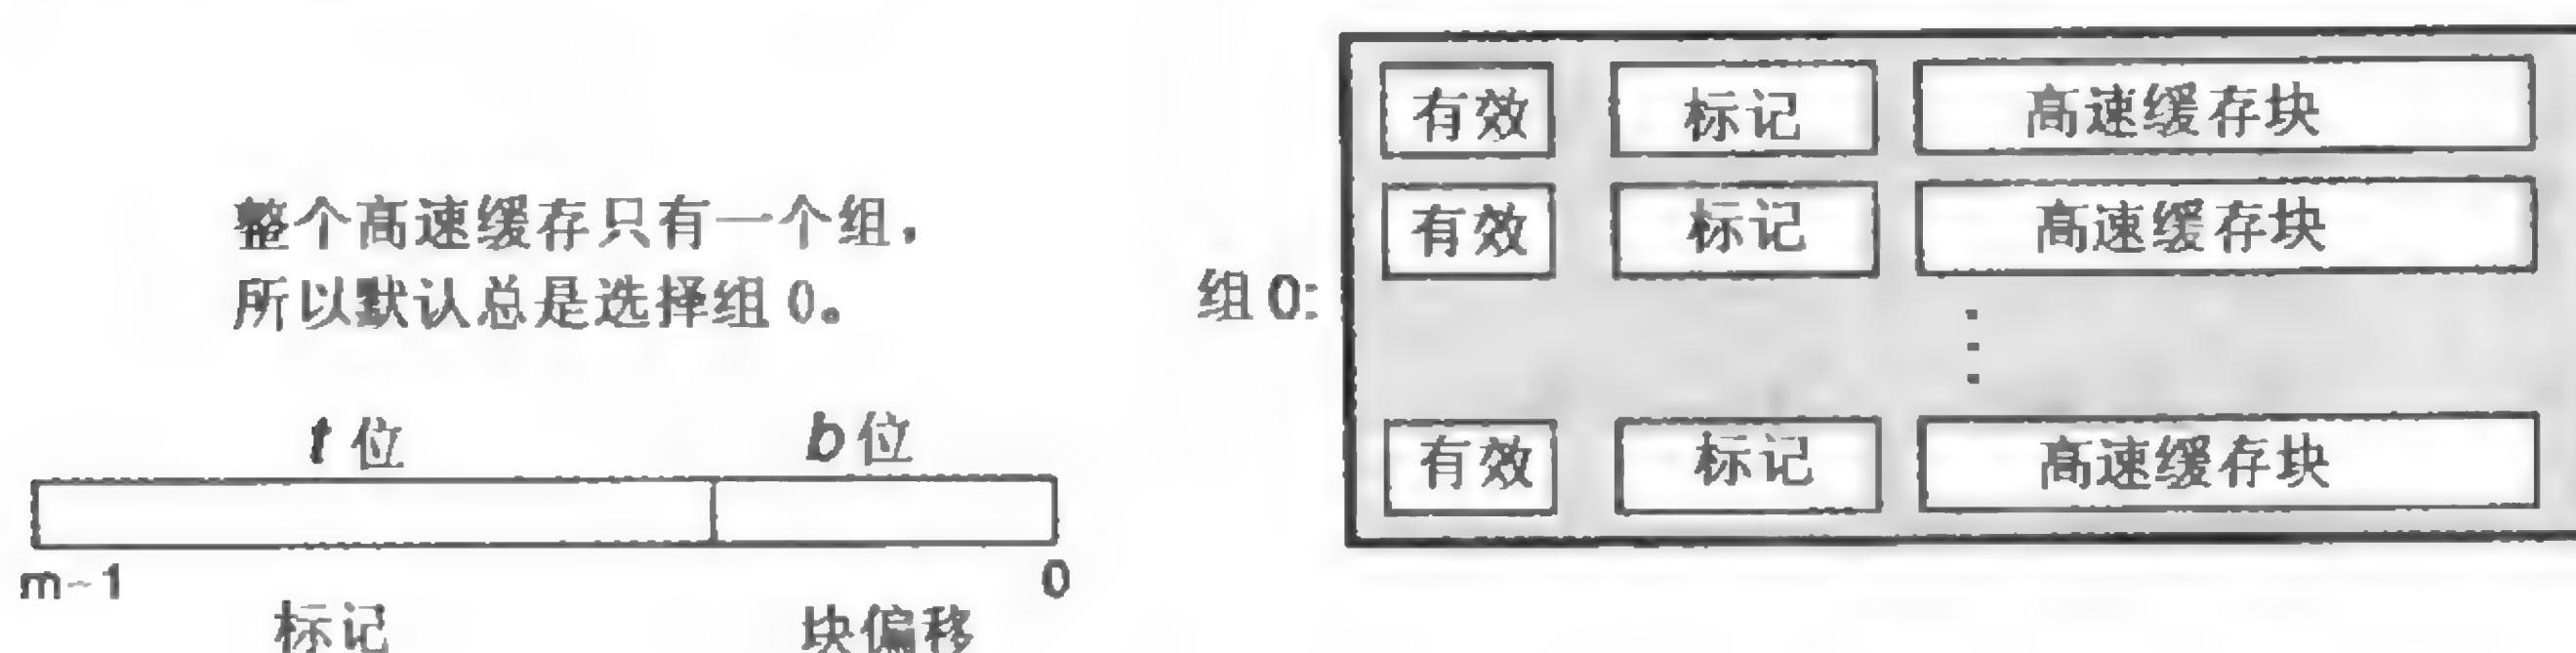 整个高速缓存只有一个组，
所以默认总是选择组 0。
t 位 b 位
m-1 0
标记 块偏移
组 0:
有效 标记 高速缓存块
有效 标记 高速缓存块
⋮
有效 标记 高速缓存块